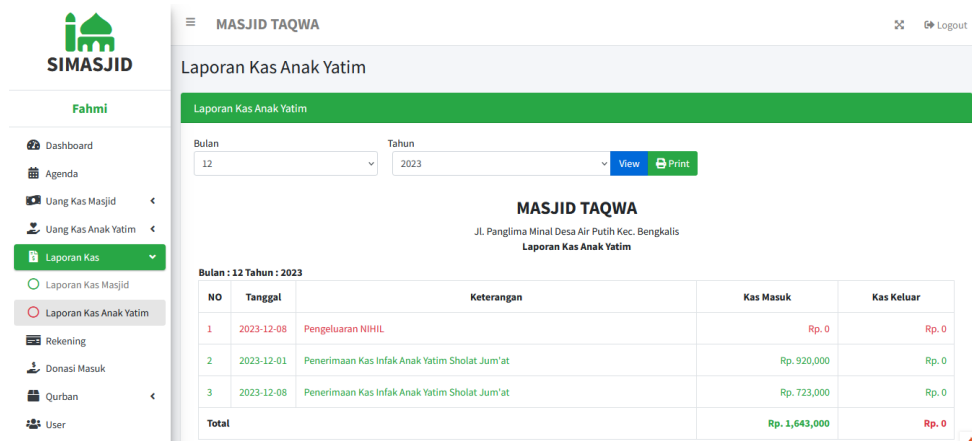 SIMASJID
Fahmi
Dashboard
Agenda
Uang Kas Masjid
Uang Kas Anak Yatim
Laporan Kas
Laporan Kas Masjid
Laporan Kas Anak Yatim
Rekening
Donasi Masuk
Qurban
User
MASJID TAQWA
Logout
Laporan Kas Anak Yatim
Laporan Kas Anak Yatim
Bulan Tahun
12 2023 View Print
MASJID TAQWA
Jl. Panglima Minal Desa Air Putih Kec. Bengkalis
Laporan Kas Anak Yatim
Bulan : 12 Tahun : 2023
NO Tanggal Keterangan Kas Masuk Kas Keluar
1 2023-12-08 Pengeluaran NIHIL Rp. 0 Rp. 0
2 2023-12-01 Penerimaan Kas Infak Anak Yatim Sholat Jum'at Rp. 920,000 Rp. 0
3 2023-12-08 Penerimaan Kas Infak Anak Yatim Sholat Jum'at Rp. 723,000 Rp. 0
Total Rp. 1,643,000 Rp. 0